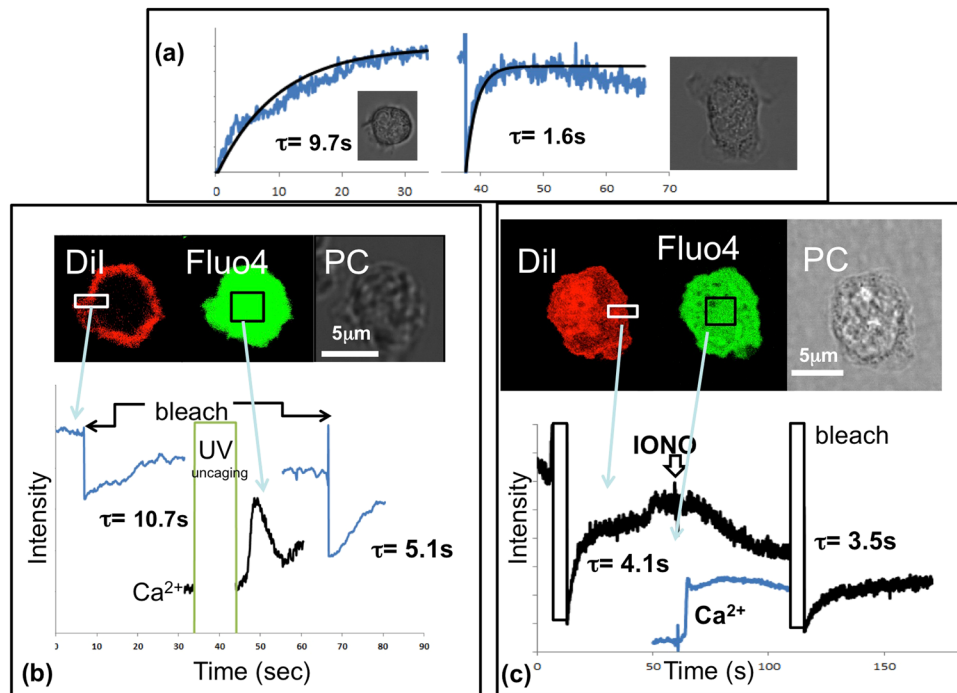 (a)
τ= 9.7s
τ= 1.6s
0 10 20 30
40 50 60 70
DiI Fluo4 PC
5μm
bleach
UV
uncaging
τ= 10.7s
τ= 5.1s
Ca2+
Intensity
0 10 20 30 40 50 60 70 80 90
Time (sec)
(b)
DiI Fluo4 PC
5μm
IONO
bleach
τ= 4.1s
τ= 3.5s
Ca2+
Intensity
0 50 100 150
Time (s)
(c)